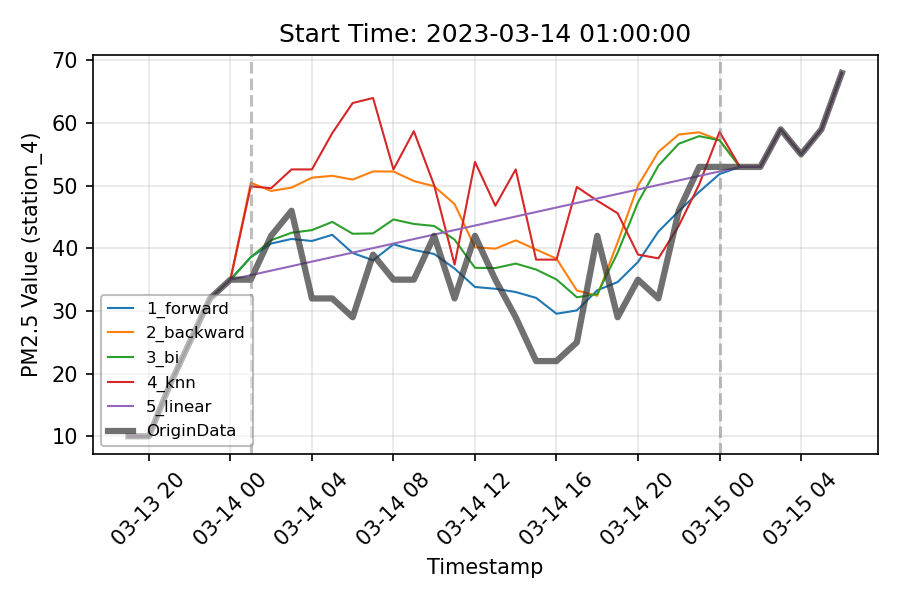 Start Time: 2023-03-14 01:00:00
PM2.5 Value (station_4)
70
60
50
40
30
20
10
1_forward
2_backward
3_bi
4_knn
5_linear
OriginData
03-13 20
03-14 00
03-14 04
03-14 08
03-14 12
03-14 16
03-14 20
03-15 00
03-15 04
Timestamp